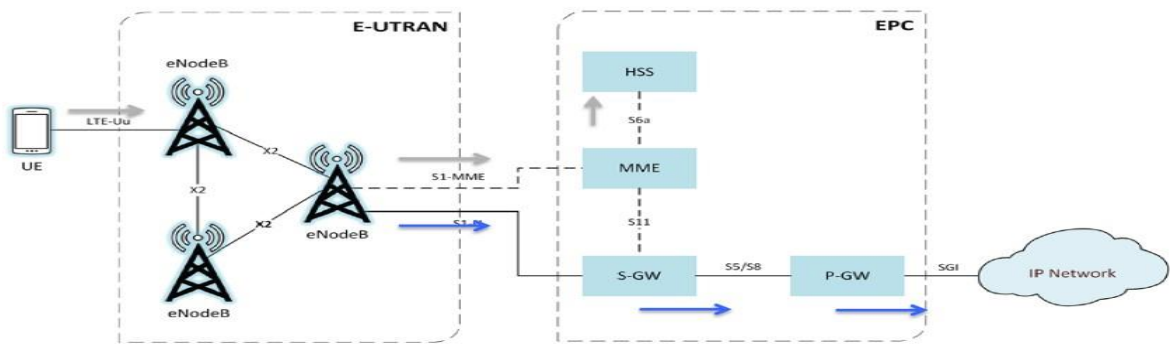 E-UTRAN
EPC
eNodeB
HSS
LTE-Uu
S6a
UE
X2
S1-MME
MME
X2
X2
S11
eNodeB
S-GW
S5/S8
P-GW
SGI
IP Network
eNodeB